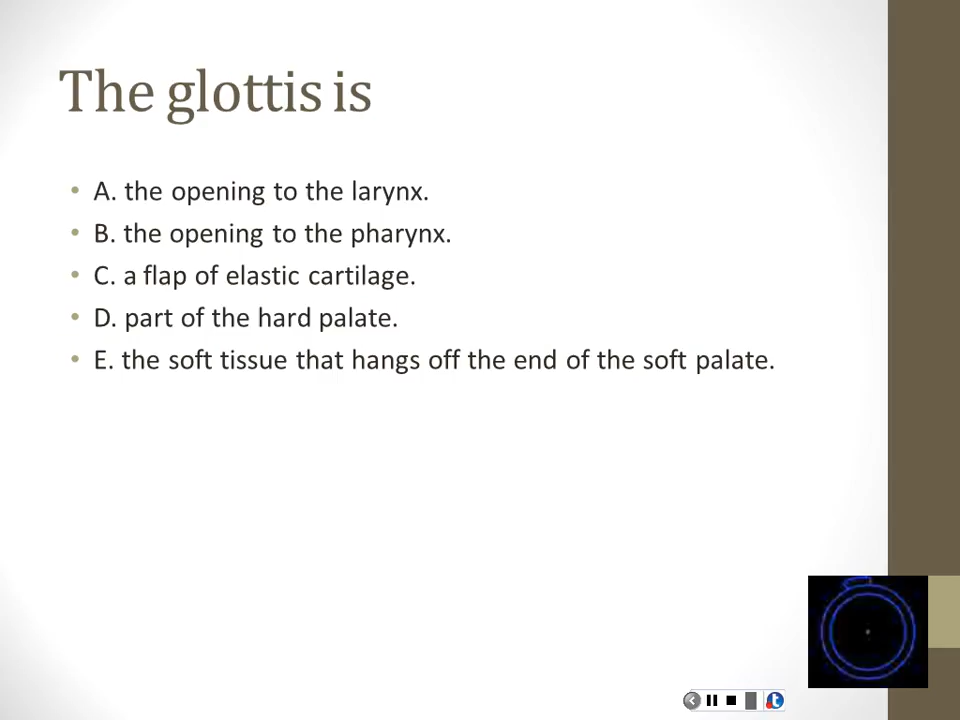 The glottis is
• A. the opening to the larynx.
• B. the opening to the pharynx.
• C. a flap of elastic cartilage.
• D. part of the hard palate.
• E. the soft tissue that hangs off the end of the soft palate.